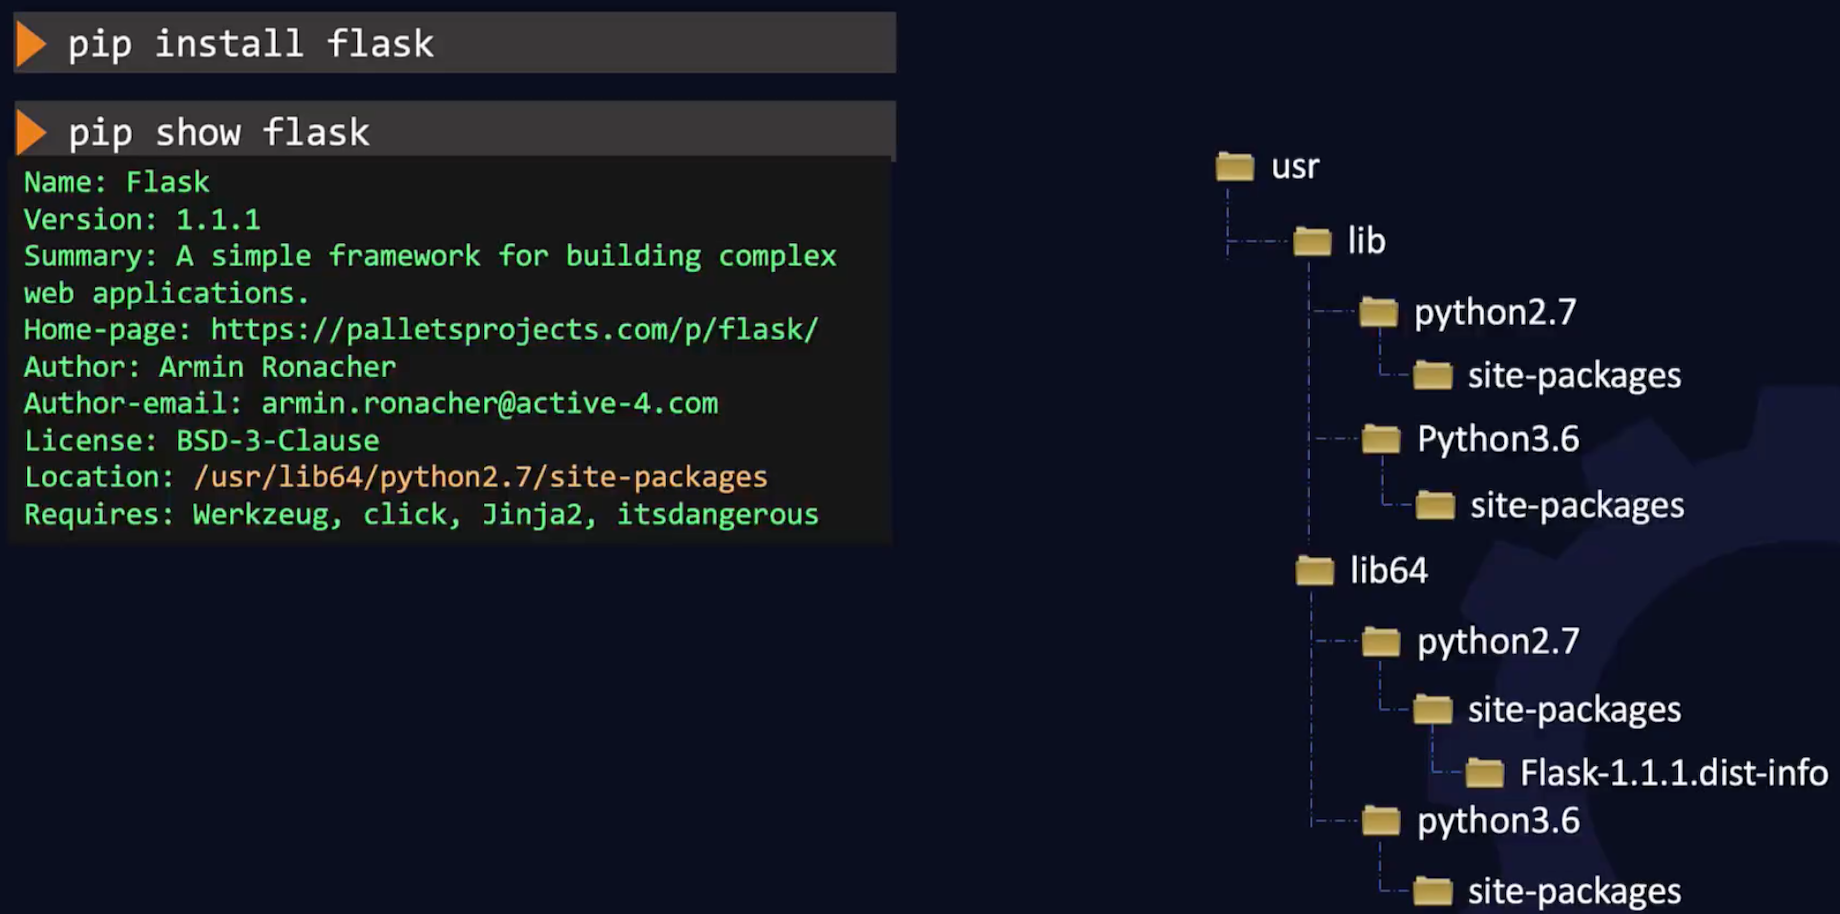 pip install flask
pip show flask
Name: Flask
Version: 1.1.1
Summary: A simple framework for building complex
web applications.
Home-page: https://palletsprojects.com/p/flask/
Author: Armin Ronacher
Author-email: armin.ronacher@active-4.com
License: BSD-3-Clause
Location: /usr/lib64/python2.7/site-packages
Requires: Werkzeug, click, Jinja2, itsdangerous
usr
lib
python2.7
site-packages
Python3.6
site-packages
lib64
python2.7
site-packages
Flask-1.1.1.dist-info
python3.6
site-packages